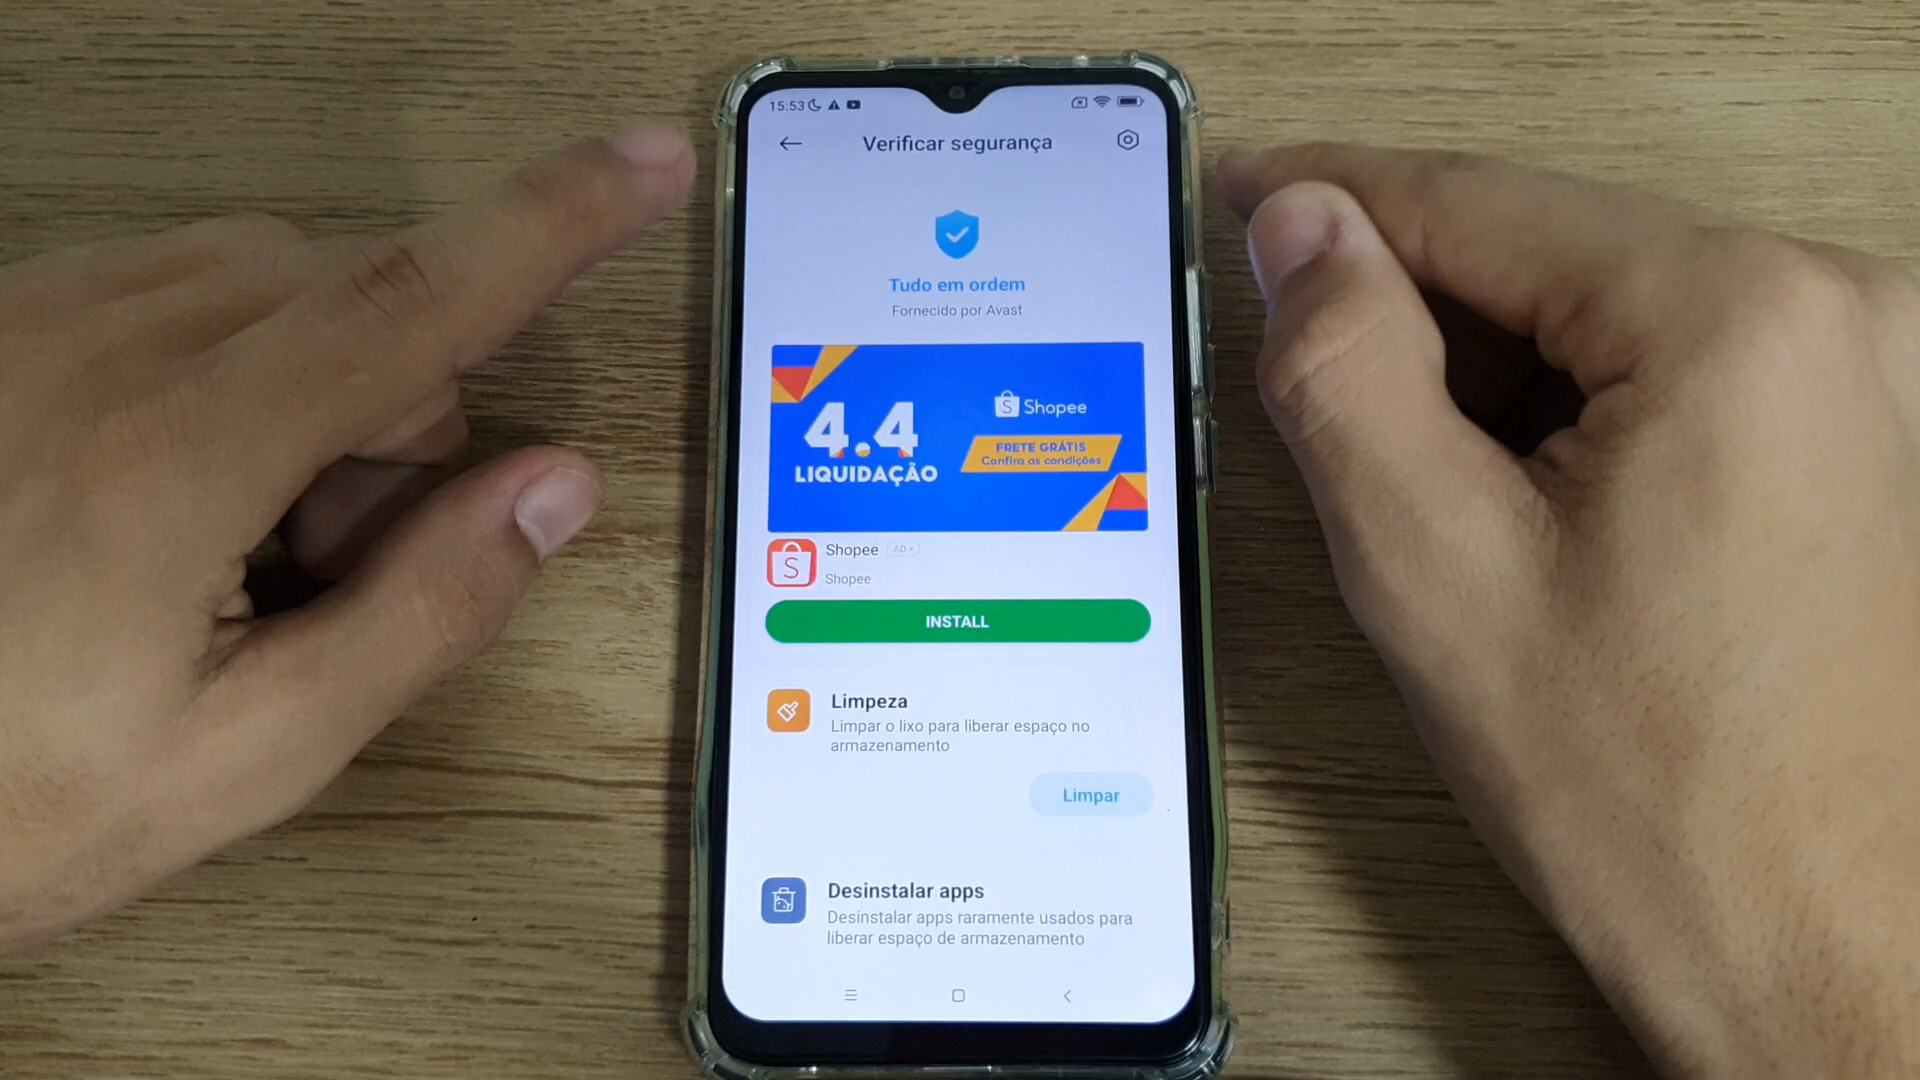 15:53
Verificar segurança
Tudo em ordem
Fornecido por Avast
4.4
LIQUIDAÇÃO
S Shopee
FRETE GRÁTIS
Confira as condições
S
Shopee AD ×
Shopee
INSTALL
Limpeza
Limpar o lixo para liberar espaço no
armazenamento
Limpar
Desinstalar apps
Desinstalar apps raramente usados para
liberar espaço de armazenamento